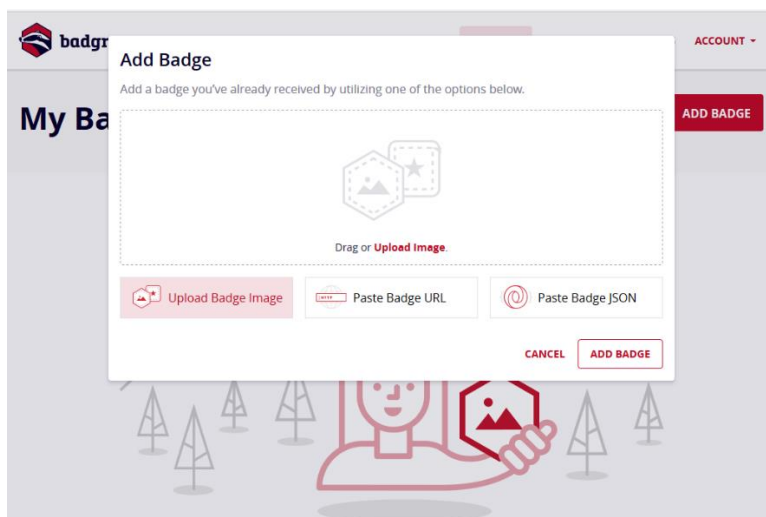 badgr
ACCOUNT
Add Badge
Add a badge you've already received by utilizing one of the options below.
My Ba
ADD BADGE
Drag or Upload Image.
Upload Badge Image
Paste Badge URL
Paste Badge JSON
CANCEL
ADD BADGE